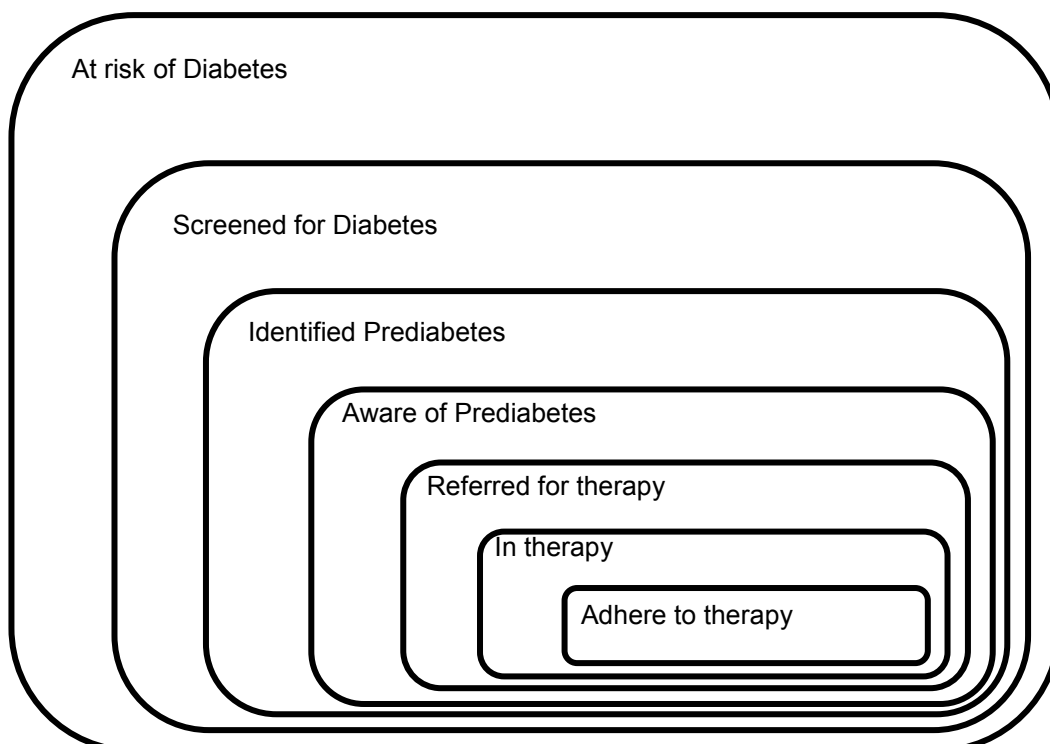 At risk of Diabetes
Screened for Diabetes
Identified Prediabetes
Aware of Prediabetes
Referred for therapy
In therapy
Adhere to therapy